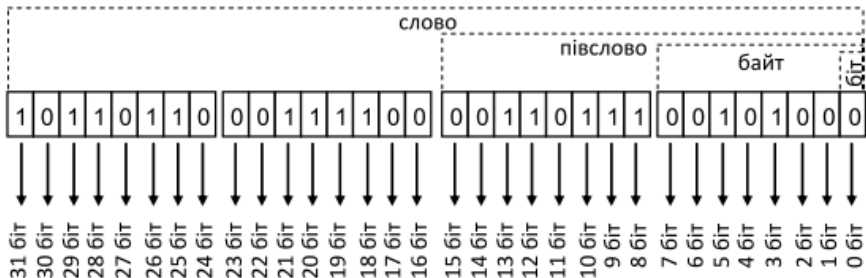 слово
півслово
байт
біт
1 0 1 1 0 1 1 0 0 0 1 1 1 1 0 0 0 0 1 1 0 1 1 1 0 0 1 0 1 0 0 0
31 біт 30 біт 29 біт 28 біт 27 біт 26 біт 25 біт 24 біт 23 біт 22 біт 21 біт 20 біт 19 біт 18 біт 17 біт 16 біт 15 біт 14 біт 13 біт 12 біт 11 біт 10 біт 9 біт 8 біт 7 біт 6 біт 5 біт 4 біт 3 біт 2 біт 1 біт 0 біт